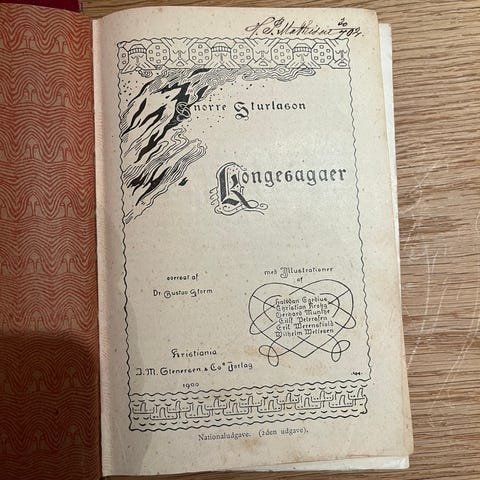 Snorre Sturlason
Kongesagaer
oversat af
Dr. Gustav Storm
med Illustrationer
af
Halfdan Egedius
Christian Krohg
Gerhard Munthe
Eilif Peterssen
Erik Werenskiold
Wilhelm Wetlesen
Kristiania
J.M. Stenersen & Co's Forlag
1900
Nationaludgave. (2den udgave).